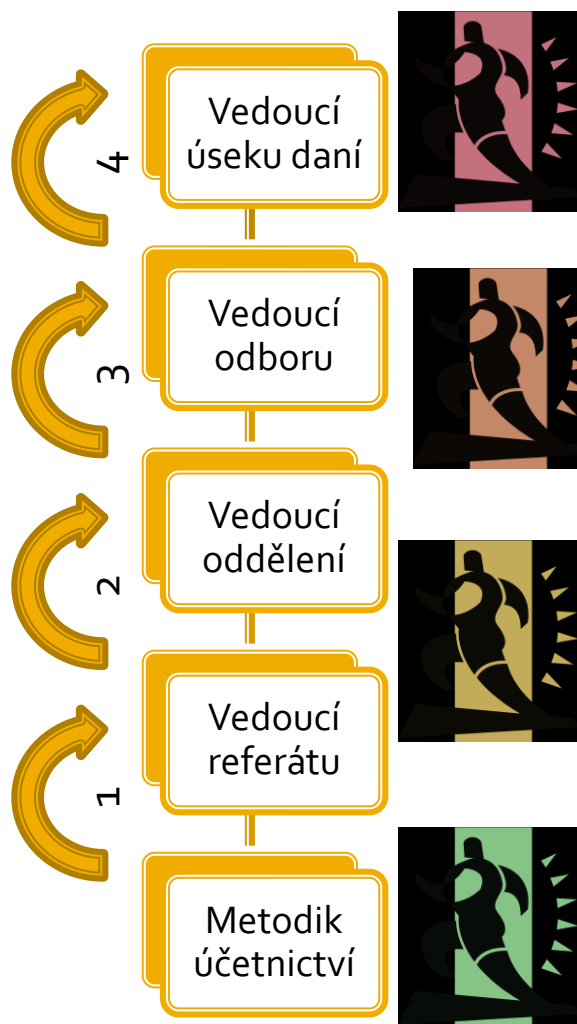 4
Vedoucí
úseku daní
3
Vedoucí
odboru
2
Vedoucí
oddělení
1
Vedoucí
referátu
Metodik
účetnictví